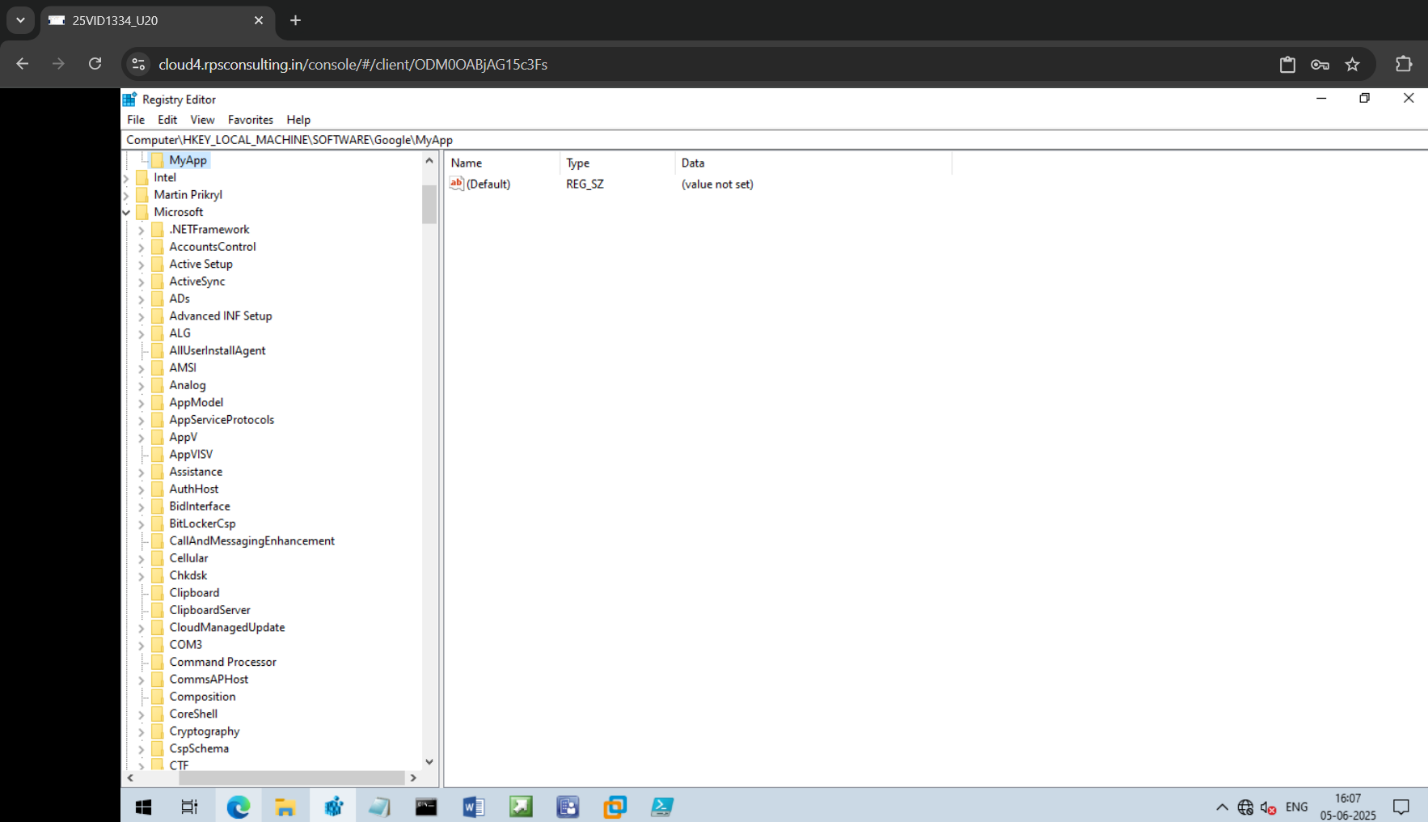 25VID1334_U20
cloud4.rpsconsulting.in/console/#/client/ODM0OABjAG15c3Fs
Registry Editor
File Edit View Favorites Help
Computer\HKEY_LOCAL_MACHINE\SOFTWARE\Google\MyApp
MyApp
Intel
Martin Prikryl
Microsoft
.NETFramework
AccountsControl
Active Setup
ActiveSync
ADs
Advanced INF Setup
ALG
AllUserInstallAgent
AMSI
Analog
AppModel
AppServiceProtocols
AppV
AppVISV
Assistance
AuthHost
BidInterface
BitLockerCsp
CallAndMessagingEnhancement
Cellular
Chkdsk
Clipboard
ClipboardServer
CloudManagedUpdate
COM3
Command Processor
CommsAPHost
Composition
CoreShell
Cryptography
CspSchema
CTF
Name Type Data
ab (Default) REG_SZ (value not set)
ENG
16:07
05-06-2025